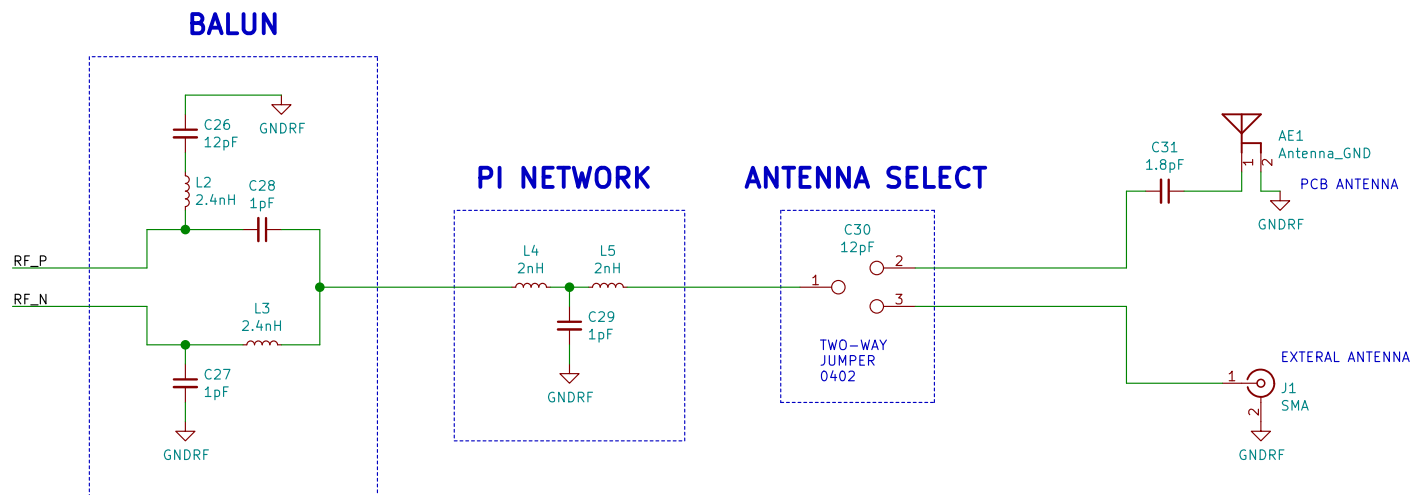 BALUN
C26
12pF
GNDRF
L2
2.4nH
C28
1pF
RF_P
RF_N
L3
2.4nH
C27
1pF
GNDRF
PI NETWORK
L4
2nH
L5
2nH
C29
1pF
GNDRF
ANTENNA SELECT
C30
12pF
1
2
3
TWO-WAY
JUMPER
0402
C31
1.8pF
AE1
Antenna_GND
1
2
PCB ANTENNA
GNDRF
EXTERAL ANTENNA
1
J1
SMA
2
GNDRF